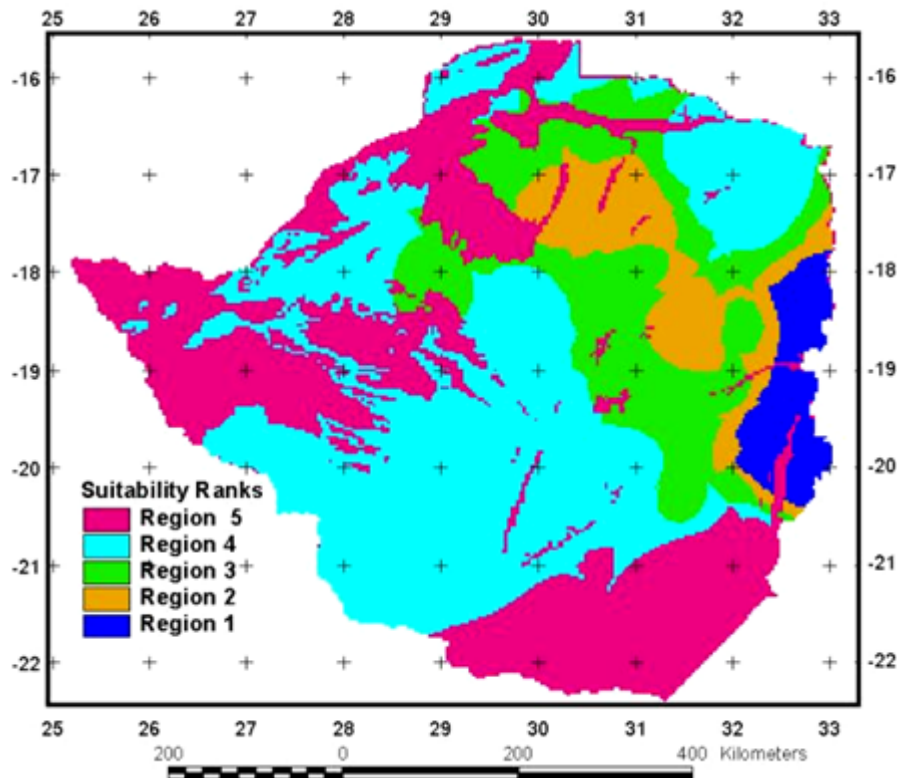 25 26 27 28 29 30 31 32 33
-16 -16
-17 -17
-18 -18
-19 -19
-20 -20
Suitability Ranks
Region 5
Region 4
-21 -21
Region 3
Region 2
Region 1
-22 -22
25 26 27 28 29 30 31 32 33
200 0 200 400 Kilometers